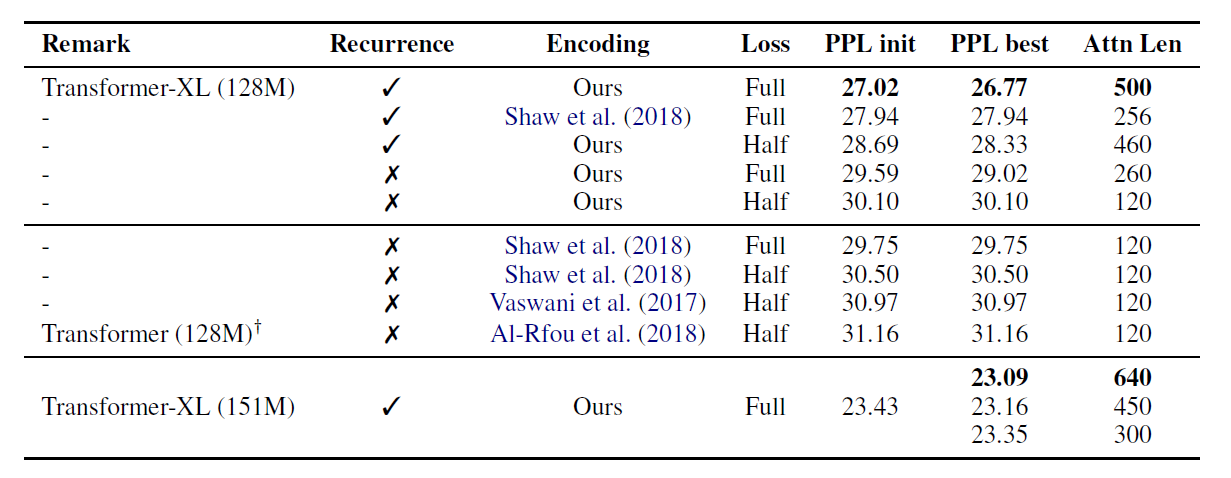 Remark Recurrence Encoding Loss PPL init PPL best Attn Len
Transformer-XL (128M) ✓ Ours Full 27.02 26.77 500
- ✓ Shaw et al. (2018) Full 27.94 27.94 256
- ✓ Ours Half 28.69 28.33 460
- ✗ Ours Full 29.59 29.02 260
- ✗ Ours Half 30.10 30.10 120
- ✗ Shaw et al. (2018) Full 29.75 29.75 120
- ✗ Shaw et al. (2018) Half 30.50 30.50 120
- ✗ Vaswani et al. (2017) Half 30.97 30.97 120
Transformer (128M)† ✗ Al-Rfou et al. (2018) Half 31.16 31.16 120
23.09 640
Transformer-XL (151M) ✓ Ours Full 23.43 23.16 450
23.35 300